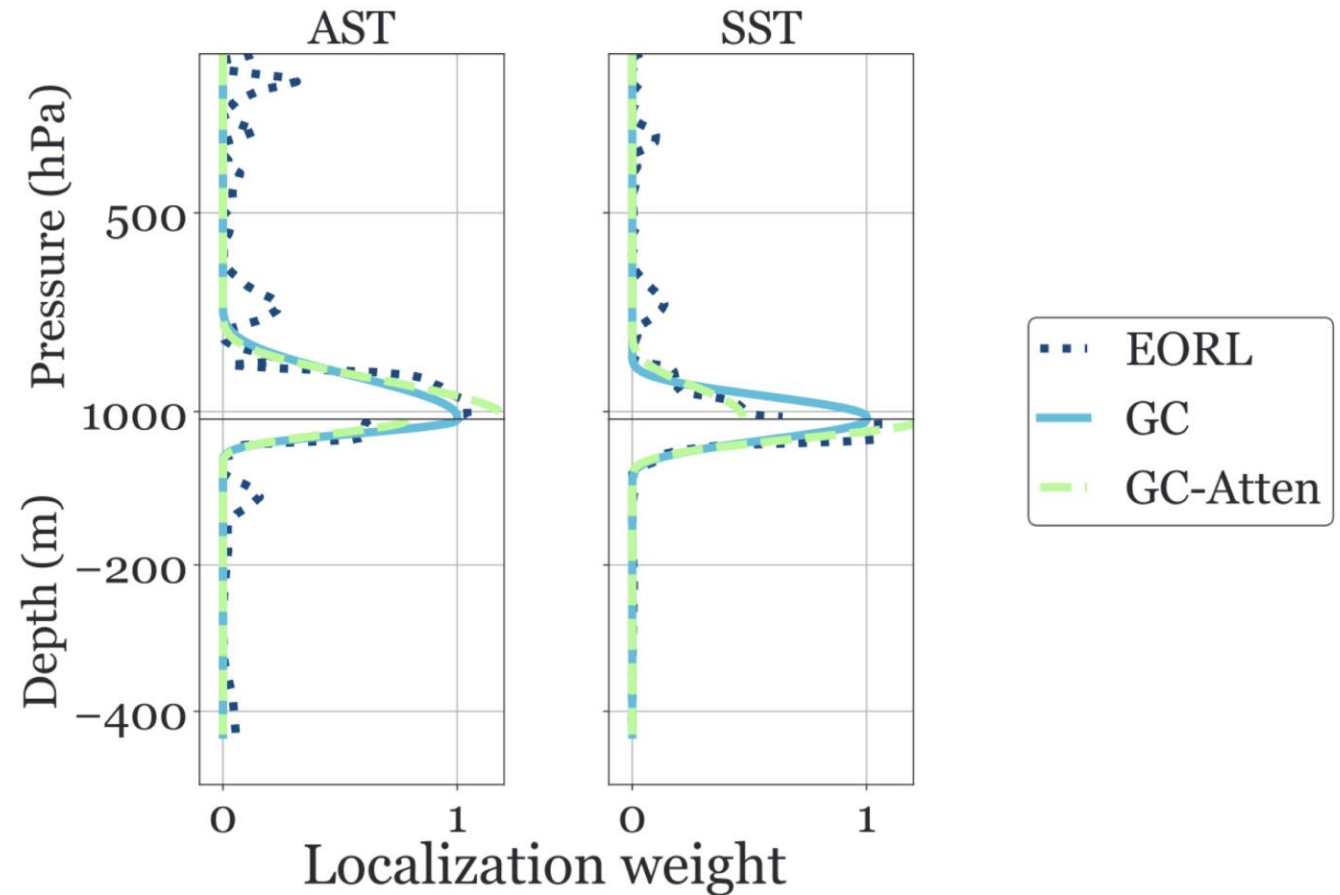 AST
SST
Pressure (hPa)
500
1000
Depth (m)
−200
−400
0
1
0
1
Localization weight
EORL
GC
GC-Atten